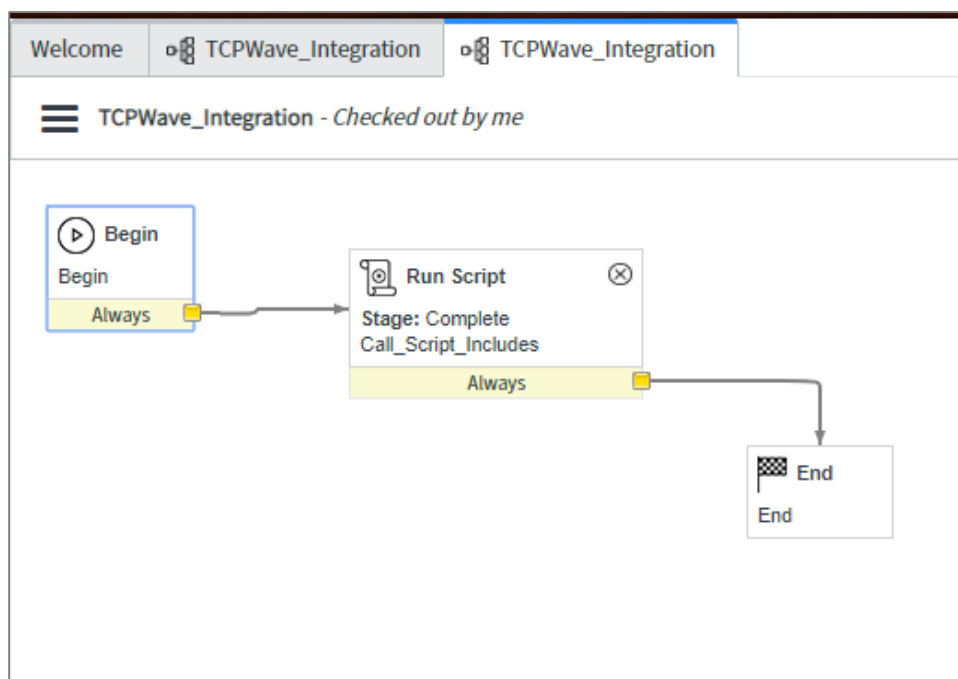 Welcome
TCPWave_Integration
TCPWave_Integration
TCPWave_Integration - Checked out by me
Begin
Begin
Always
Run Script
Stage: Complete
Call_Script_Includes
Always
End
End